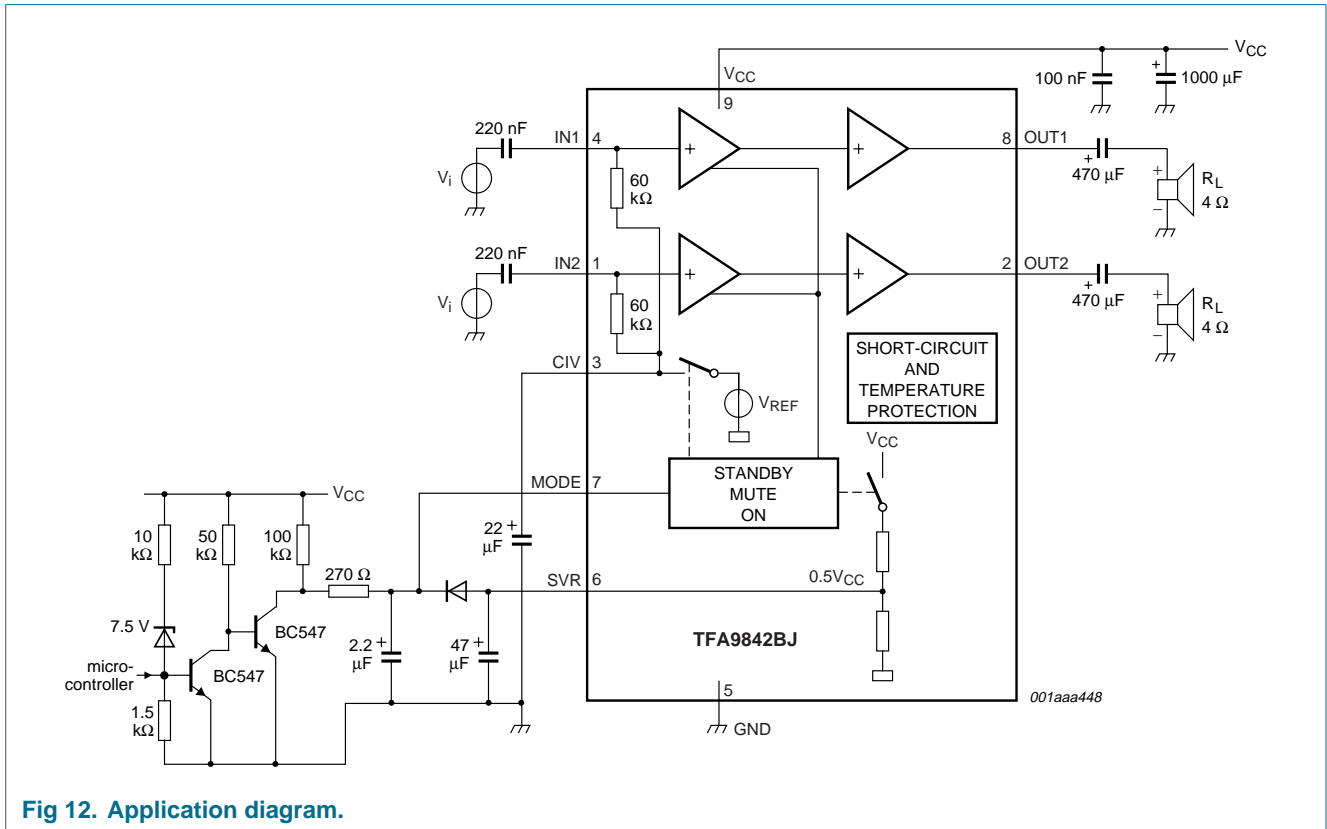 VCC
VCC
100 nF
+
1000 μF
9
220 nF
IN1
4
+
+
8
OUT1
+
470 μF
Vi
60
kΩ
+
−
RL
4 Ω
220 nF
IN2
1
+
+
2
OUT2
+
470 μF
Vi
60
kΩ
+
−
RL
4 Ω
SHORT-CIRCUIT
AND
TEMPERATURE
PROTECTION
CIV
3
VREF
VCC
STANDBY
MUTE
ON
MODE
7
VCC
10
kΩ
50
kΩ
100
kΩ
22
μF
+
270 Ω
SVR
6
0.5VCC
7.5 V
BC547
2.2
μF
+
47
μF
+
TFA9842BJ
micro-
controller
BC547
1.5
kΩ
5
GND
001aaa448
Fig 12. Application diagram.